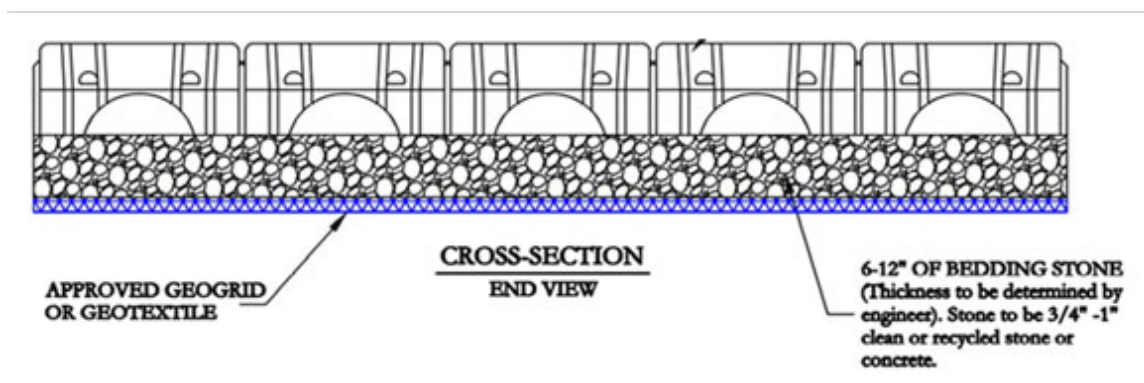 CROSS-SECTION
END VIEW
APPROVED GEOGRID
OR GEOTEXTILE
6-12" OF BEDDING STONE
(Thickness to be determined by
engineer). Stone to be 3/4" -1"
clean or recycled stone or
concrete.